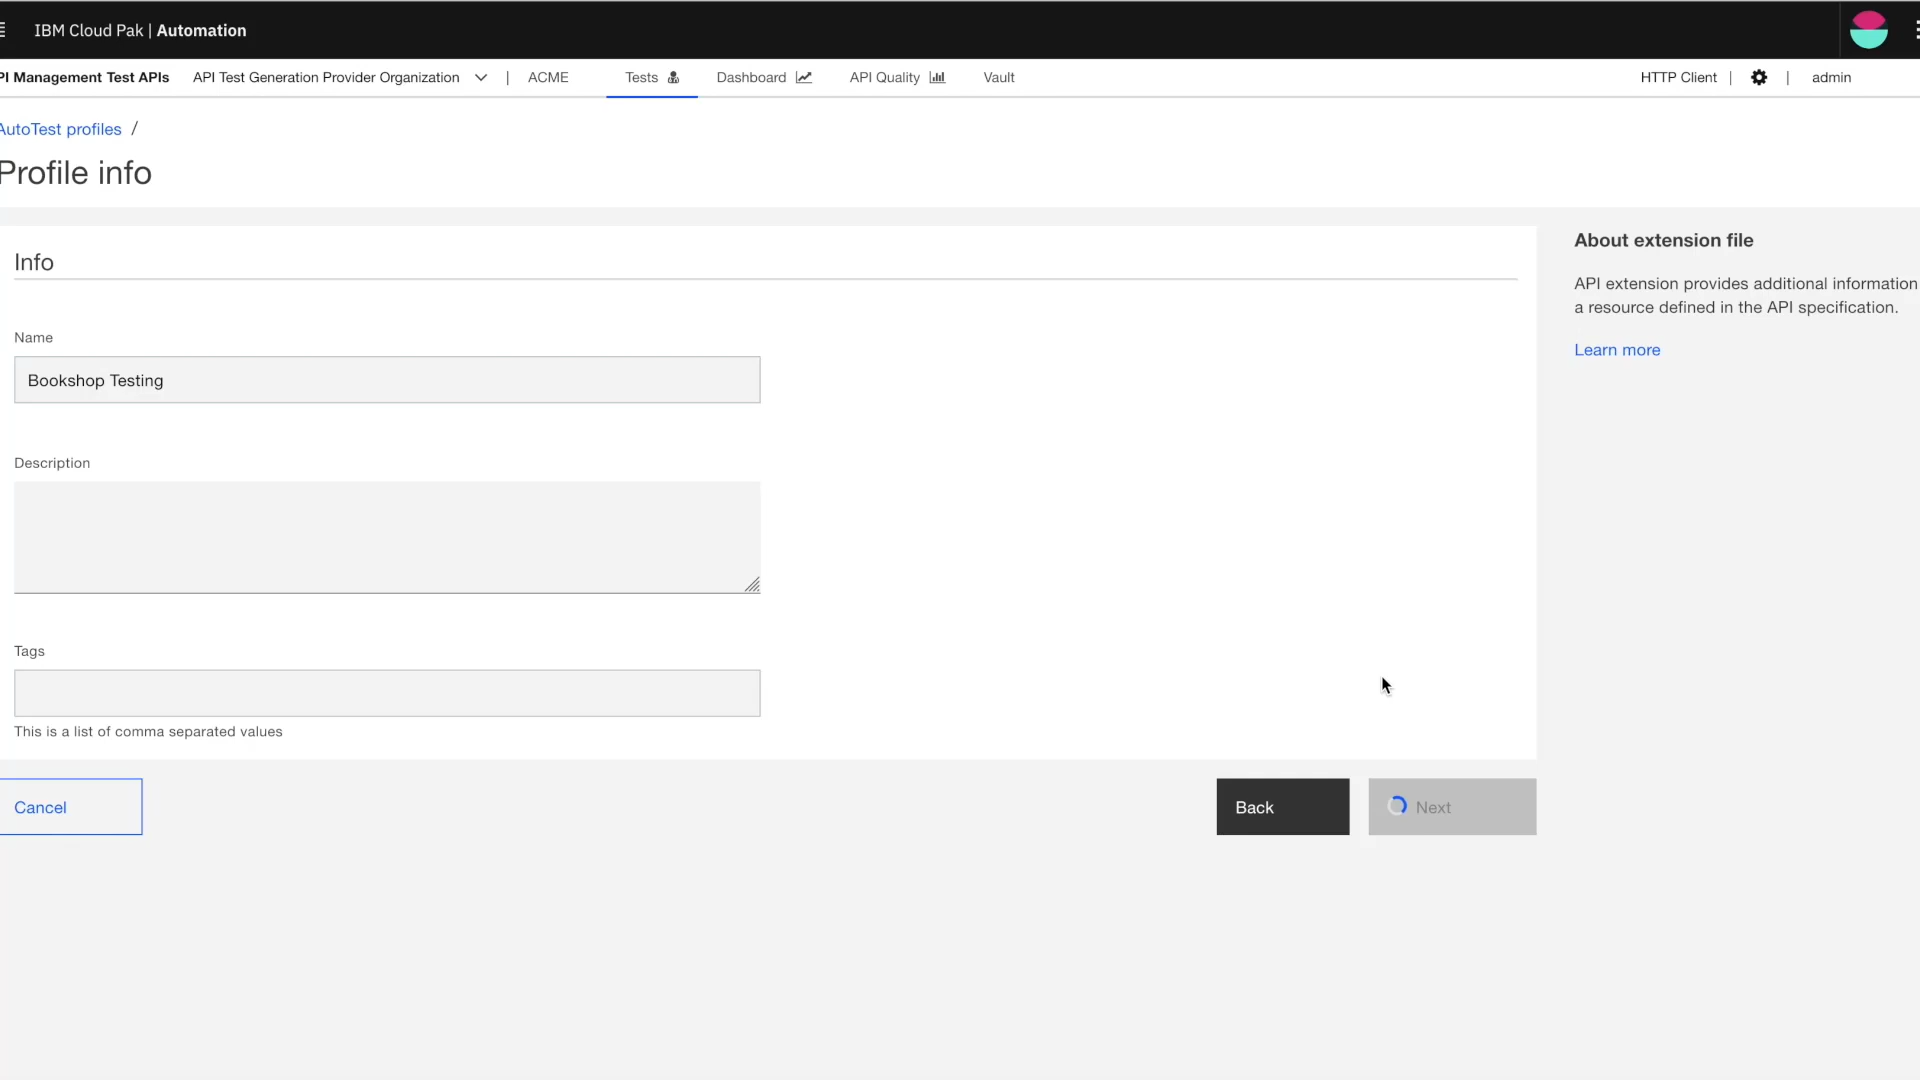 IBM Cloud Pak | Automation
PI Management Test APIs API Test Generation Provider Organization | ACME Tests Dashboard API Quality Vault HTTP Client | | admin
AutoTest profiles /
Profile info
Info
Name
Bookshop Testing
Description
Tags
This is a list of comma separated values
Cancel
Back
Next
About extension file
API extension provides additional information
a resource defined in the API specification.
Learn more